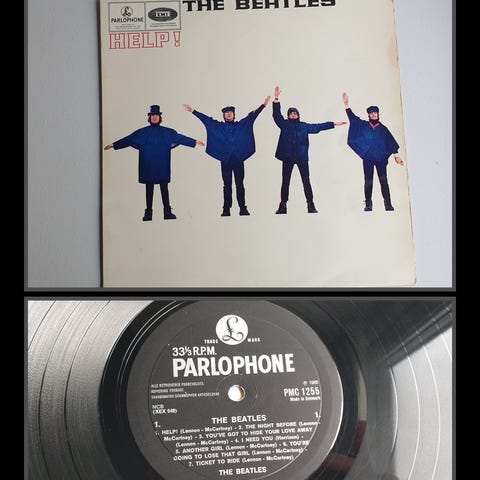 THE BEATLES
PARLOPHONE
EMI
HELP!
TRADE MARK
£
33⅓ R.P.M.
PARLOPHONE
℗ 1965
PMC 1255
Made in Denmark
NCB
(XEX 549)
THE BEATLES
1. 1.
HELP! (Lennon - McCartney) - 2. THE NIGHT BEFORE (Lennon
- McCartney) - 3. YOU'VE GOT TO HIDE YOUR LOVE AWAY
(Lennon - McCartney) - 4. I NEED YOU (Harrison) -
5. ANOTHER GIRL (Lennon - McCartney) - 6. YOU'RE
GOING TO LOSE THAT GIRL (Lennon - McCartney) -
7. TICKET TO RIDE (Lennon - McCartney)
THE BEATLES